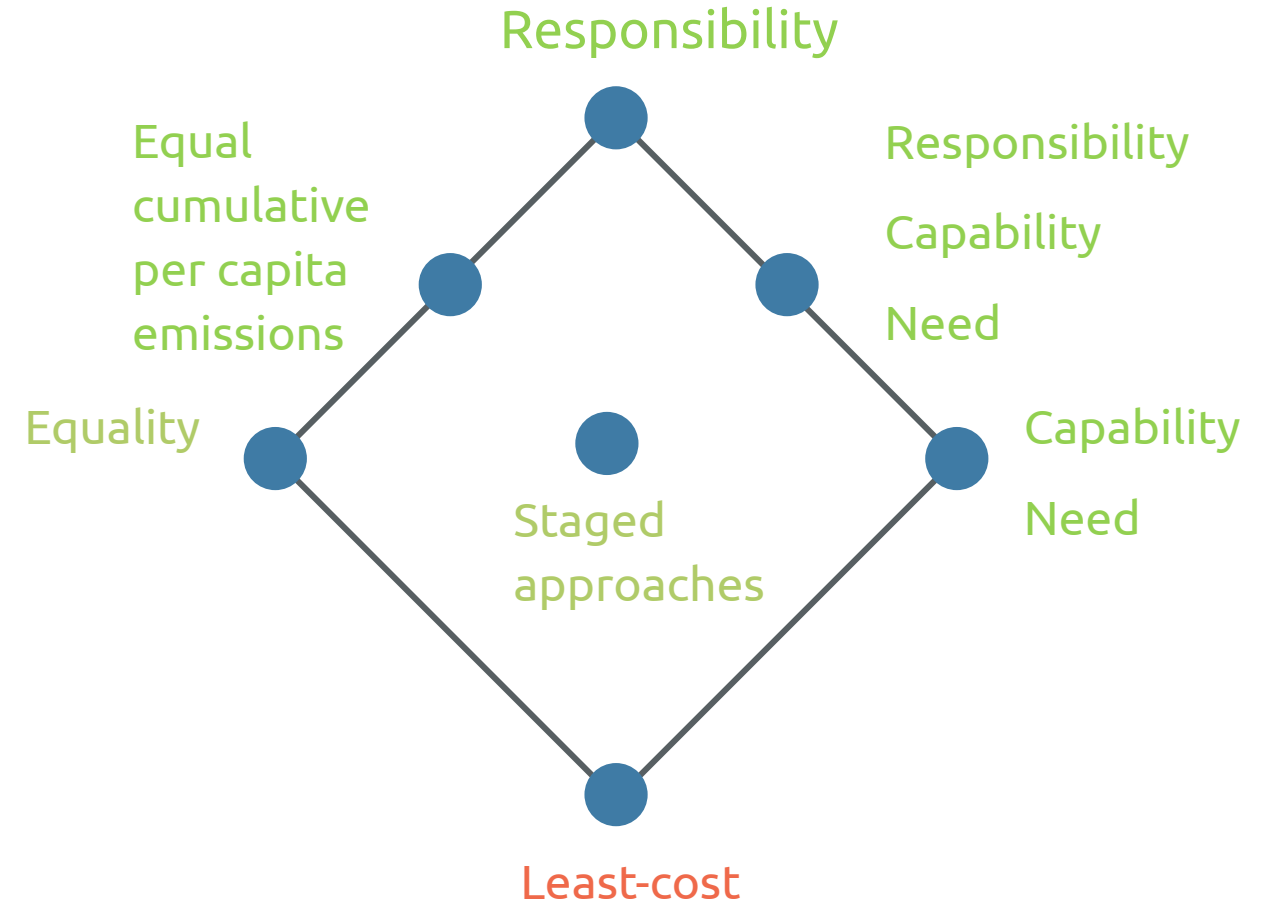 Responsibility
Equal
cumulative
per capita
emissions
Responsibility
Capability
Need
Equality
Capability
Need
Staged
approaches
Least-cost